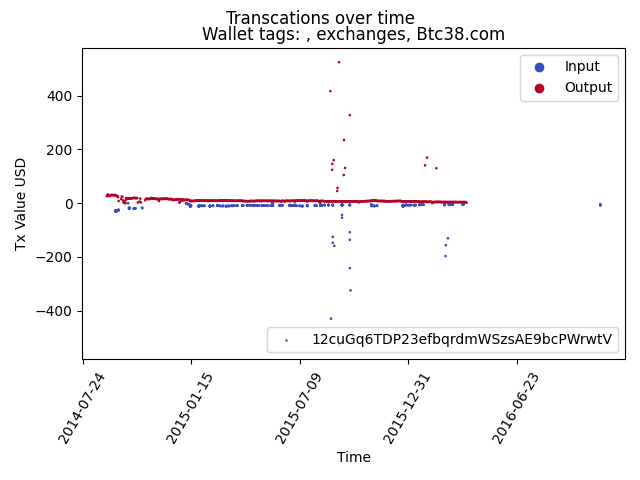 Transcations over time
Wallet tags: , exchanges, Btc38.com
Input
Output
400
200
0
−200
−400
Tx Value USD
12cuGq6TDP23efbqrdmWSzsAE9bcPWrwtV
2014-07-24
2015-01-15
2015-07-09
2015-12-31
2016-06-23
Time